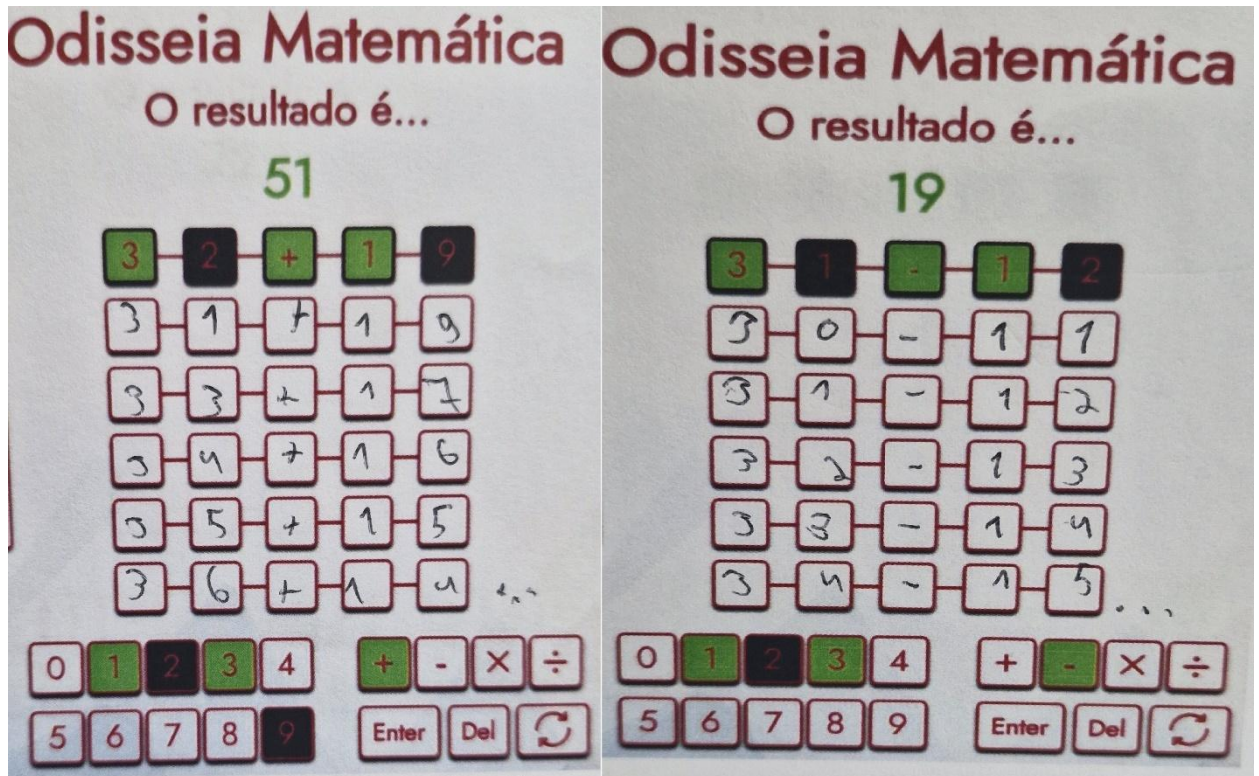 Odisseia Matemática
O resultado é...
51
3 2 + 1 9
3 1 + 1 9
3 3 + 1 7
3 4 + 1 6
3 5 + 1 5
3 6 + 1 4 ...
0 1 2 3 4 + - × ÷
5 6 7 8 9 Enter Del
Odisseia Matemática
O resultado é...
19
3 1 - 1 2
3 0 - 1 1
3 1 - 1 2
3 2 - 1 3
3 3 - 1 4
3 4 - 1 5 ...
0 1 2 3 4 + - × ÷
5 6 7 8 9 Enter Del